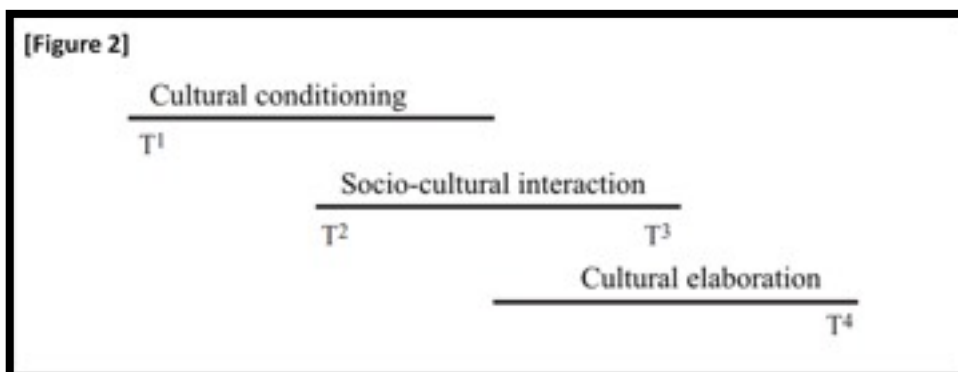 [Figure 2]
Cultural conditioning
T¹
Socio-cultural interaction
T² T³
Cultural elaboration
T⁴